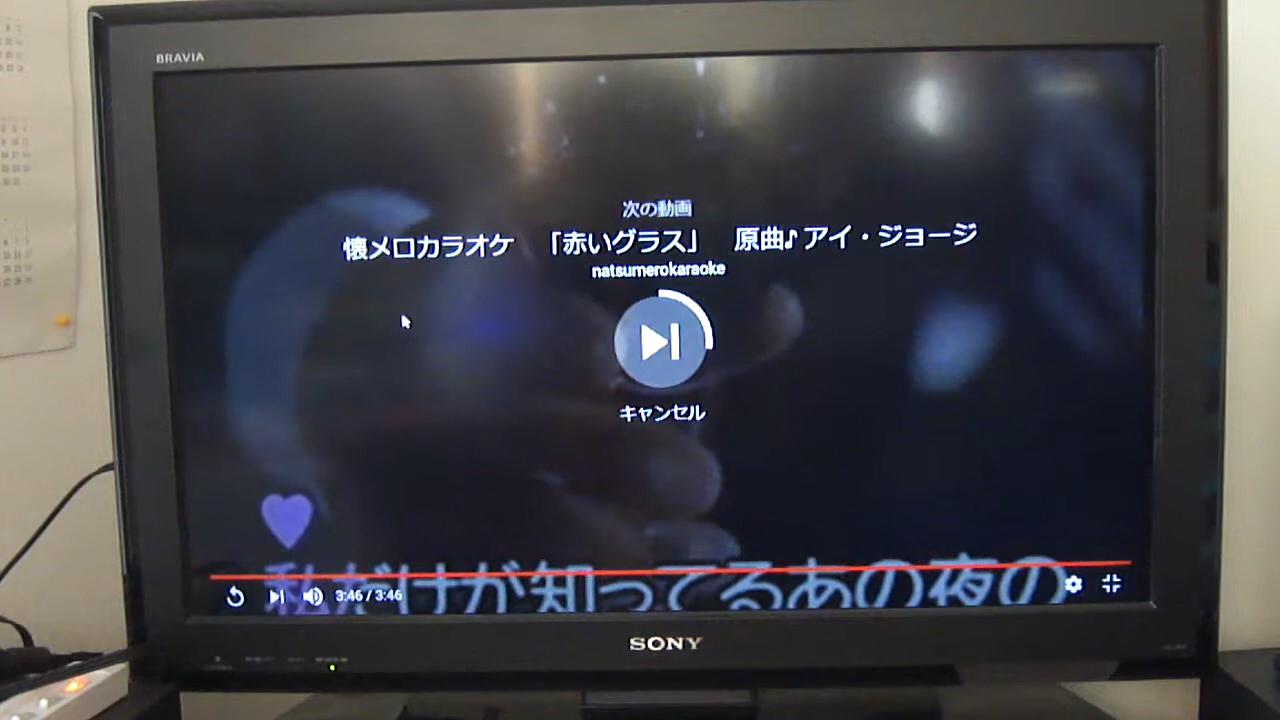 BRAVIA
次の動画
懐メロカラオケ 「赤いグラス」 原曲♪アイ・ジョージ
natsumerokaraoke
キャンセル
私だけが知ってるあの夜の
3:46 / 3:46
SONY